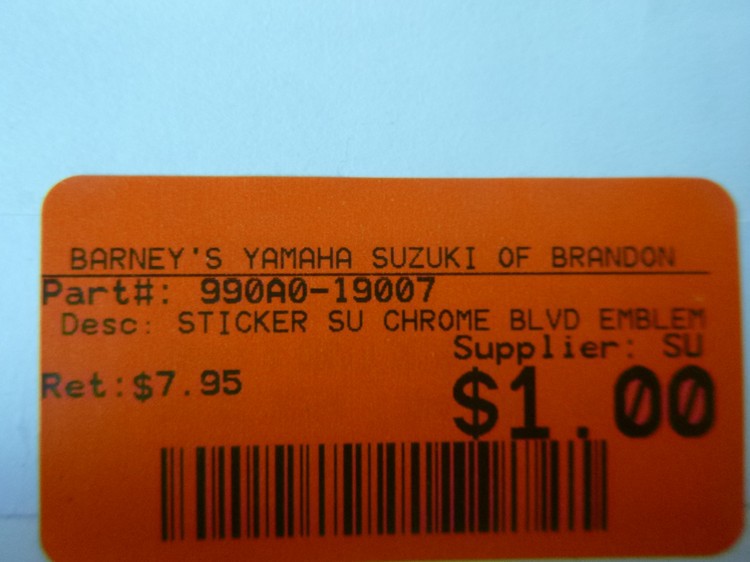 BARNEY'S YAMAHA SUZUKI OF BRANDON
Part#: 990A0-19007
Desc: STICKER SU CHROME BLVD EMBLEM
Supplier: SU
Ret:$7.95
$1.00